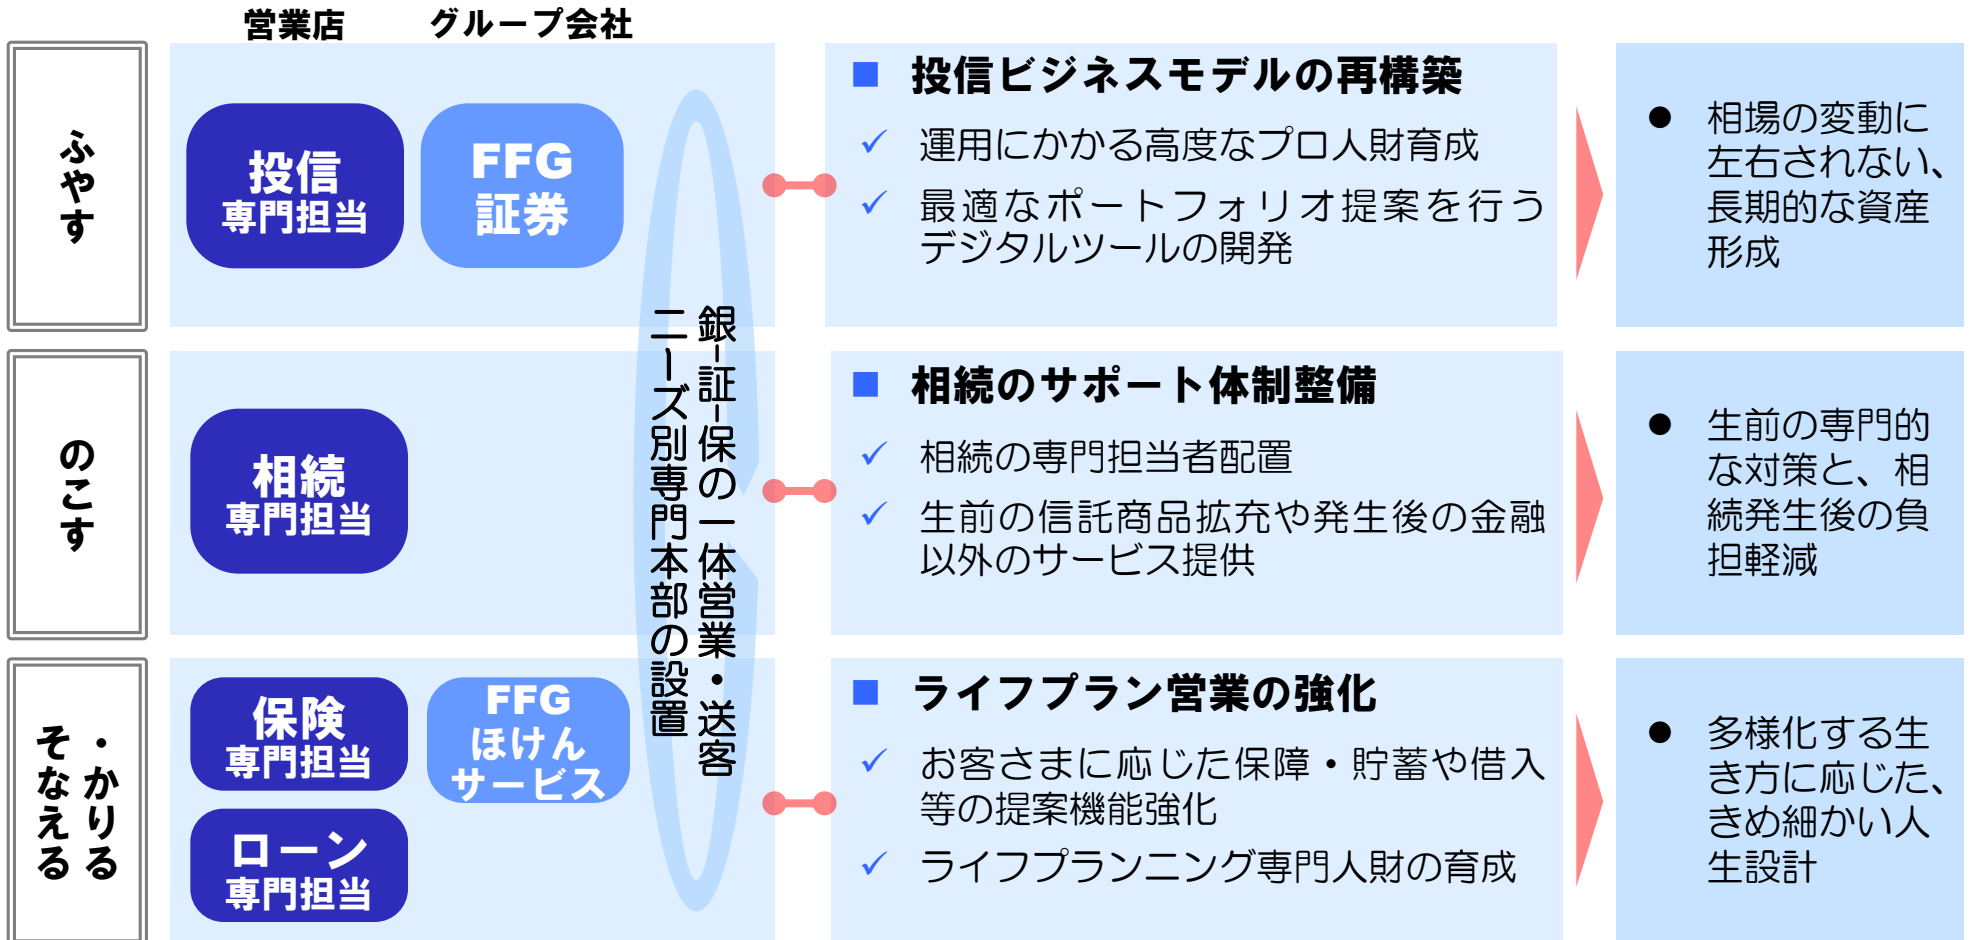 営業店
グループ会社
ふやす
投信
専門担当
FFG
証券
銀-証-保の一体営業・送客
ニーズ別専門本部の設置
■ 投信ビジネスモデルの再構築
✓ 運用にかかる高度なプロ人財育成
✓ 最適なポートフォリオ提案を行う
デジタルツールの開発
● 相場の変動に
左右されない、
長期的な資産
形成
のこす
相続
専門担当
■ 相続のサポート体制整備
✓ 相続の専門担当者配置
✓ 生前の信託商品拡充や発生後の金融
以外のサービス提供
● 生前の専門的
な対策と、相
続発生後の負
担軽減
・かりる
そなえる
保険
専門担当
FFG
ほけん
サービス
ローン
専門担当
■ ライフプラン営業の強化
✓ お客さまに応じた保障・貯蓄や借入
等の提案機能強化
✓ ライフプランニング専門人財の育成
● 多様化する生
き方に応じた、
きめ細かい人
生設計